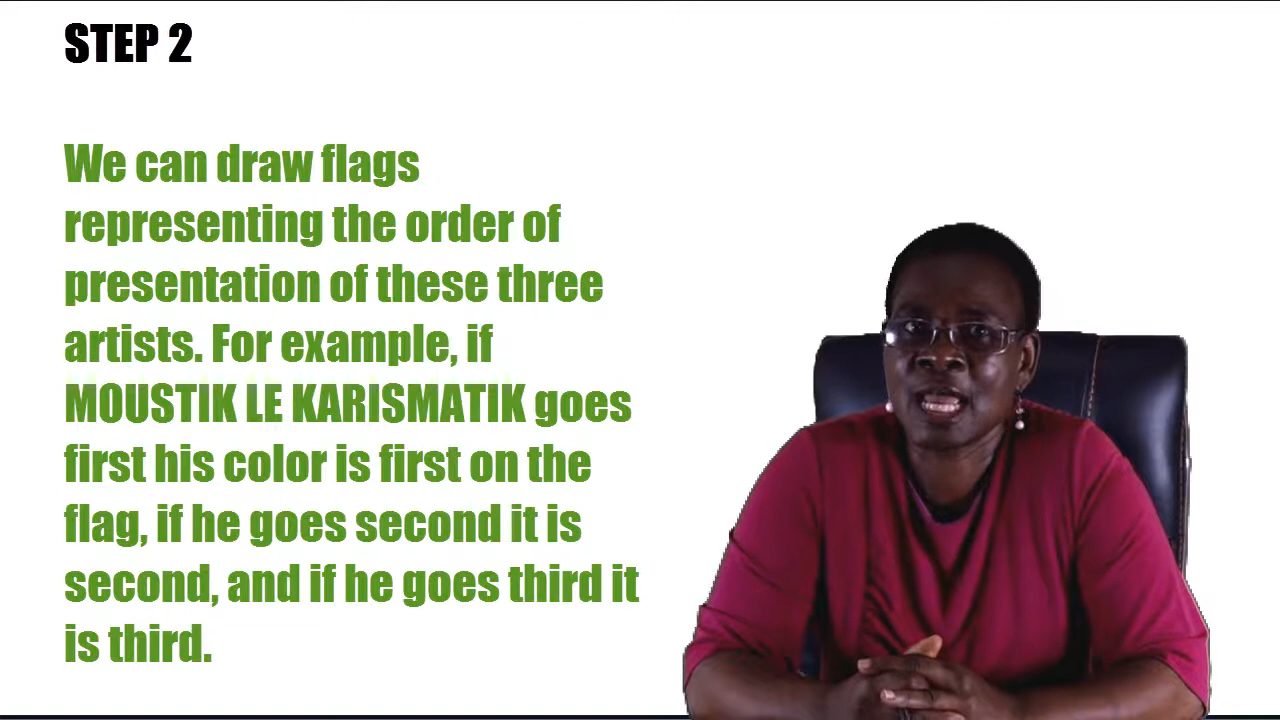 STEP 2
We can draw flags
representing the order of
presentation of these three
artists. For example, if
MOUSTIK LE KARISMATIK goes
first his color is first on the
flag, if he goes second it is
second, and if he goes third it
is third.